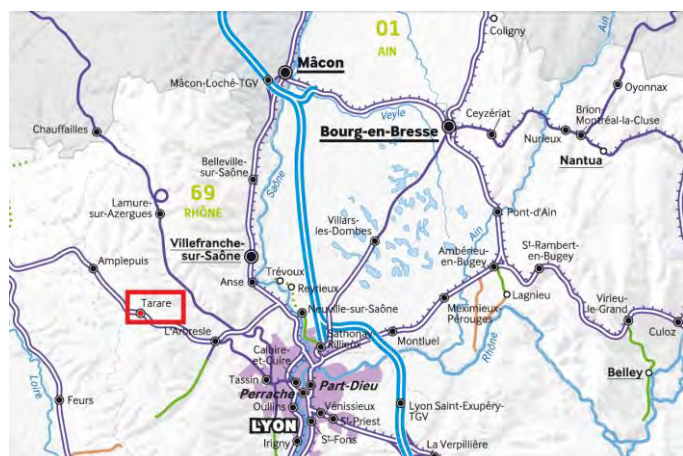 01
AIN
Coligny
Ain
Mâcon
Mâcon-Loché-TGV
Oyonnax
Veyle
Ceyzériat
Brion-
Montréal-la-Cluse
Chauffailles
Bourg-en-Bresse
Nurieux
Nantua
Belleville-
sur-Saône
Saône
69
RHÔNE
Lamure-
sur-Azergues
Villars-
les-Dombes
Pont-d'Ain
Villefranche-
sur-Saône
Ain
Amplepuis
Trévoux
Ambérieu-
en-Bugey
St-Rambert-
en-Bugey
Anse
Reyrieux
Tarare
Neuville-sur-Saône
Lagnieu
Meximieux-
Pérouges
Virieu-
le-Grand
L'Arbresle
Sathonay-
Rillieux
Montluel
Culoz
Caluire-
et-Cuire
Rhône
Loire
Tassin
Part-Dieu
Belley
Perrache
Feurs
Oullins
Vénissieux
Lyon Saint-Exupéry-
TGV
LYON
St-Priest
Irigny
St-Fons
La Verpillière